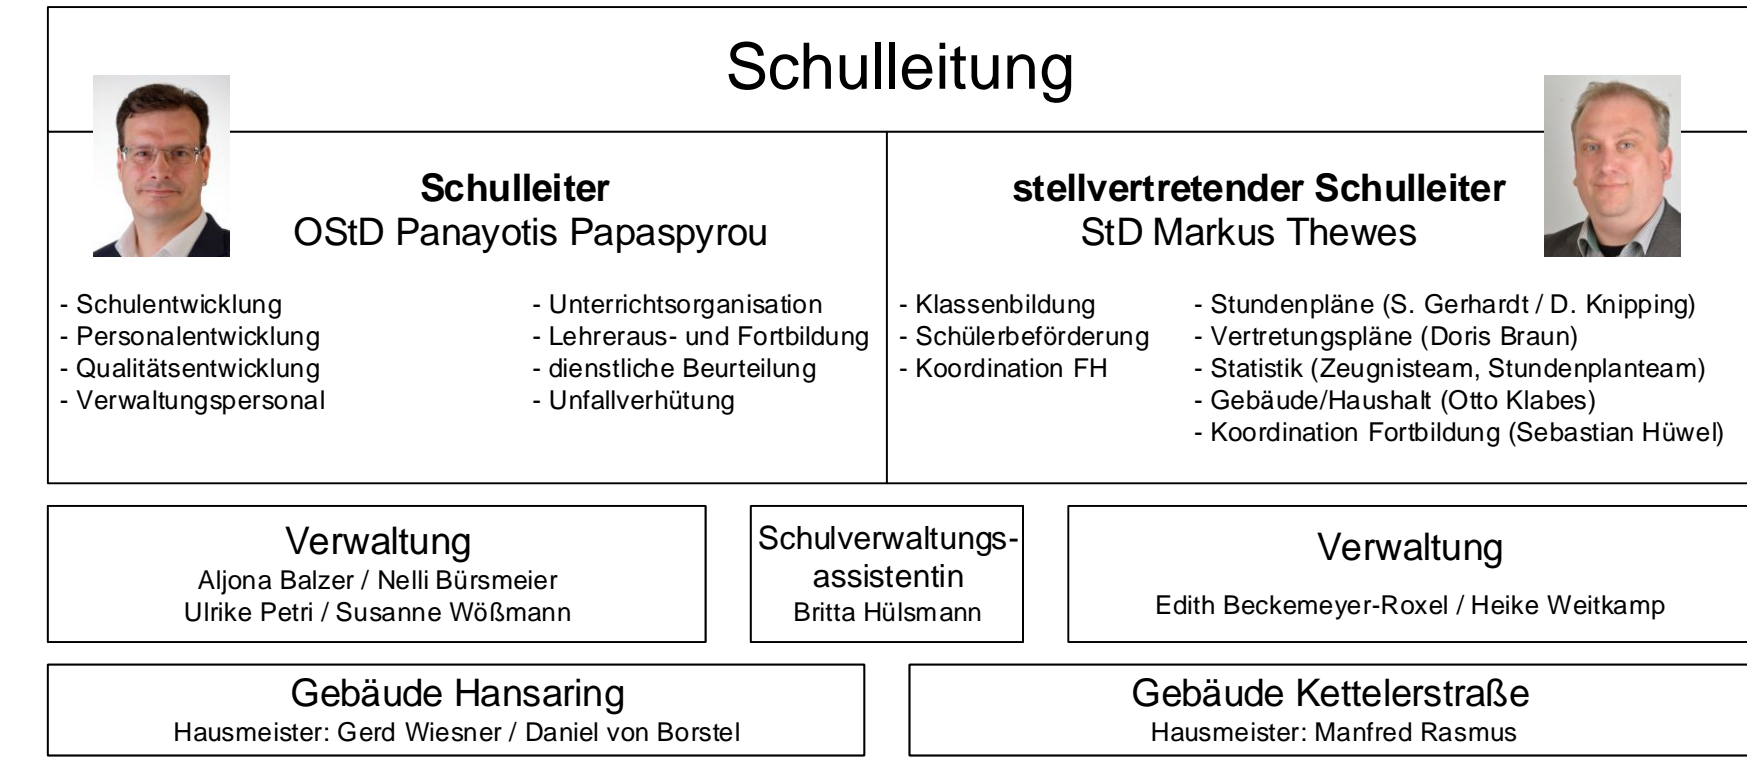 Schulleitung
Schulleiter
OStD Panayotis Papaspyrou
- Schulentwicklung
- Personalentwicklung
- Qualitätsentwicklung
- Verwaltungspersonal
- Unterrichtsorganisation
- Lehreraus- und Fortbildung
- dienstliche Beurteilung
- Unfallverhütung
stellvertretender Schulleiter
StD Markus Thewes
- Klassenbildung
- Schülerbeförderung
- Koordination FH
- Stundenpläne (S. Gerhardt / D. Knipping)
- Vertretungspläne (Doris Braun)
- Statistik (Zeugnisteam, Stundenplanteam)
- Gebäude/Haushalt (Otto Klabes)
- Koordination Fortbildung (Sebastian Hüwel)
Verwaltung
Aljona Balzer / Nelli Bürsmeier
Ulrike Petri / Susanne Wößmann
Schulverwaltungs-
assistentin
Britta Hülsmann
Verwaltung
Edith Beckemeyer-Roxel / Heike Weitkamp
Gebäude Hansaring
Hausmeister: Gerd Wiesner / Daniel von Borstel
Gebäude Kettelerstraße
Hausmeister: Manfred Rasmus